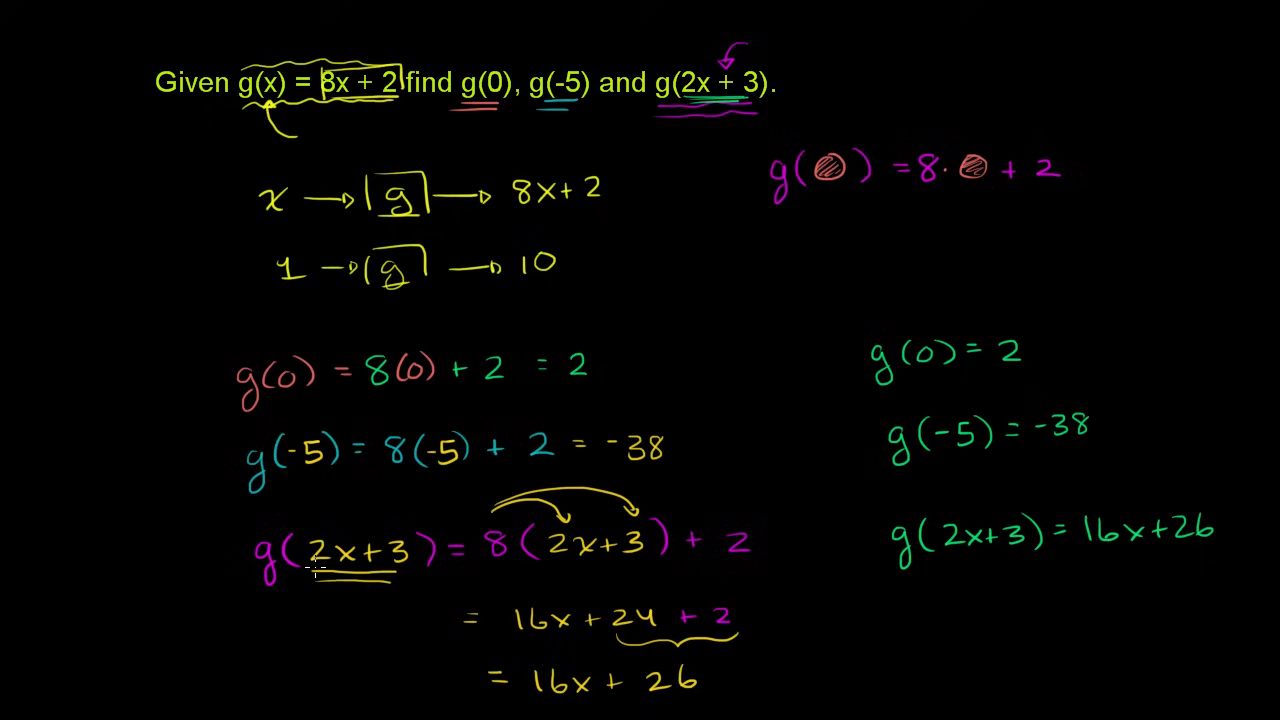 Given g(x) = 8x + 2 find g(0), g(-5) and g(2x + 3).
g( ) = 8 · + 2
x → g → 8x+2
1 → g → 10
g(0) = 8(0) + 2 = 2
g(0) = 2
g(-5) = 8(-5) + 2 = -38
g(-5) = -38
g(2x+3) = 8(2x+3) + 2
g(2x+3) = 16x+26
= 16x + 24 + 2
= 16x + 26